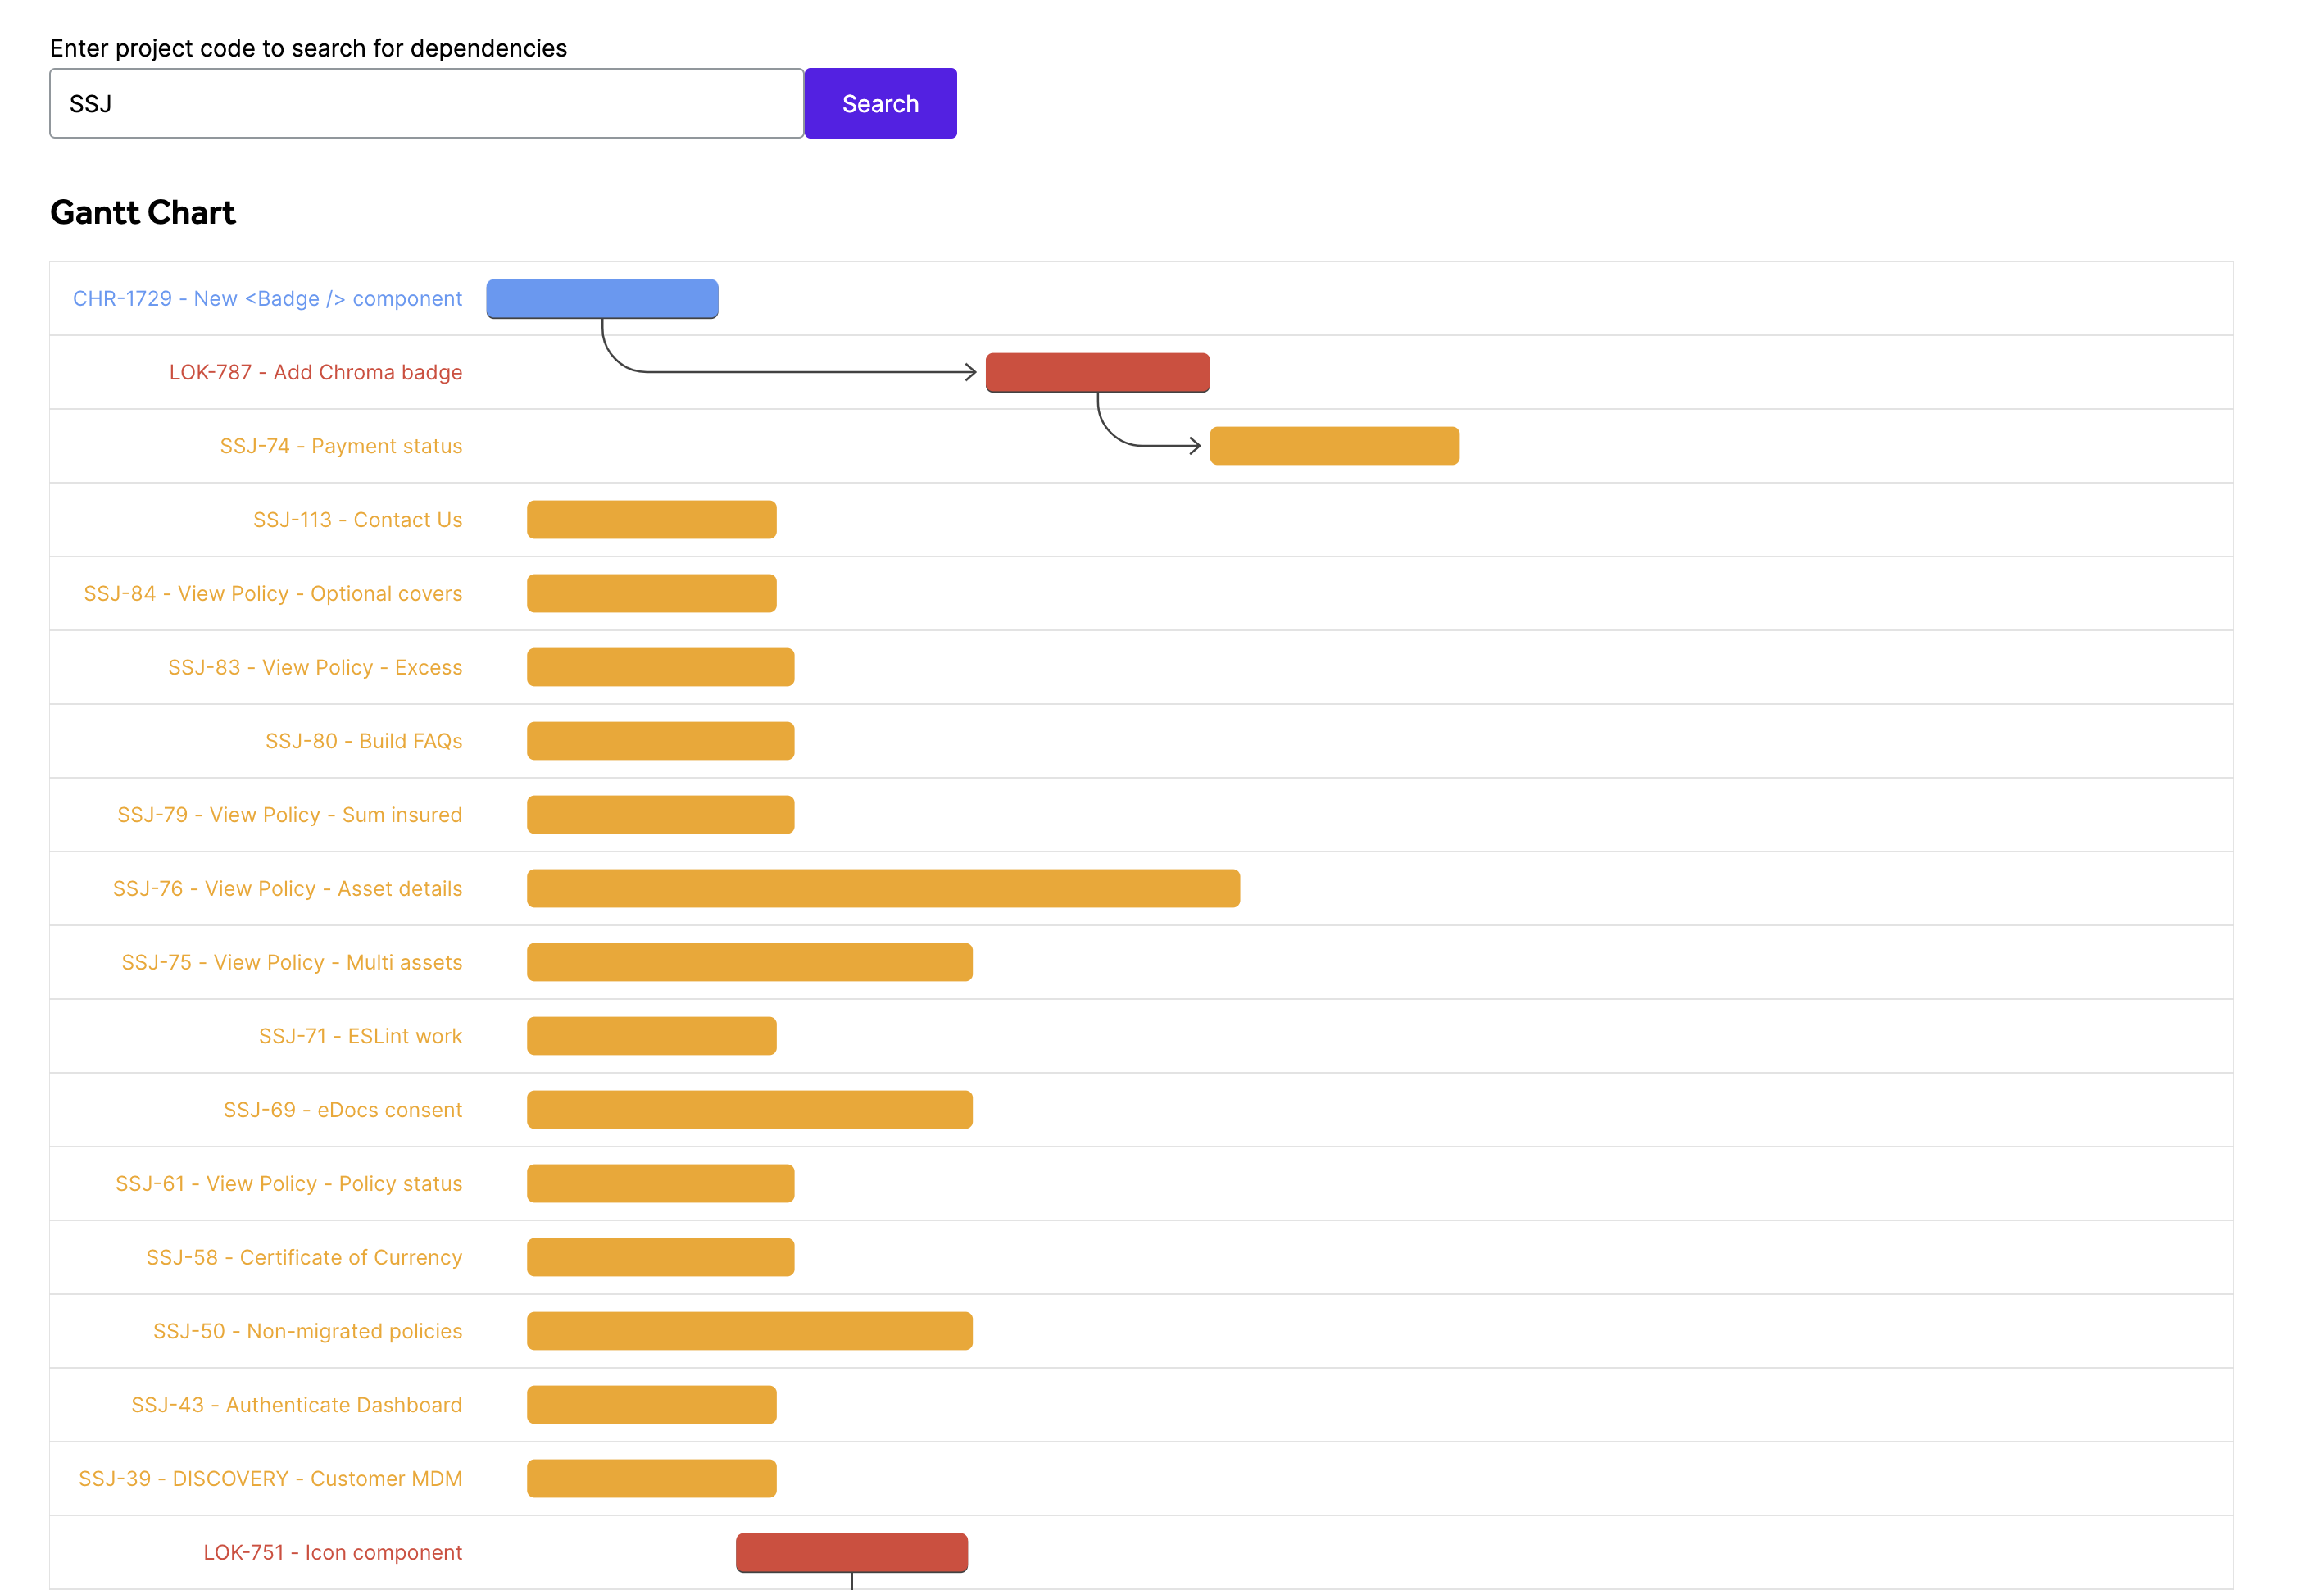 Enter project code to search for dependencies
SSJ
Search
Gantt Chart
CHR-1729 - New <Badge /> component
LOK-787 - Add Chroma badge
SSJ-74 - Payment status
SSJ-113 - Contact Us
SSJ-84 - View Policy - Optional covers
SSJ-83 - View Policy - Excess
SSJ-80 - Build FAQs
SSJ-79 - View Policy - Sum insured
SSJ-76 - View Policy - Asset details
SSJ-75 - View Policy - Multi assets
SSJ-71 - ESLint work
SSJ-69 - eDocs consent
SSJ-61 - View Policy - Policy status
SSJ-58 - Certificate of Currency
SSJ-50 - Non-migrated policies
SSJ-43 - Authenticate Dashboard
SSJ-39 - DISCOVERY - Customer MDM
LOK-751 - Icon component